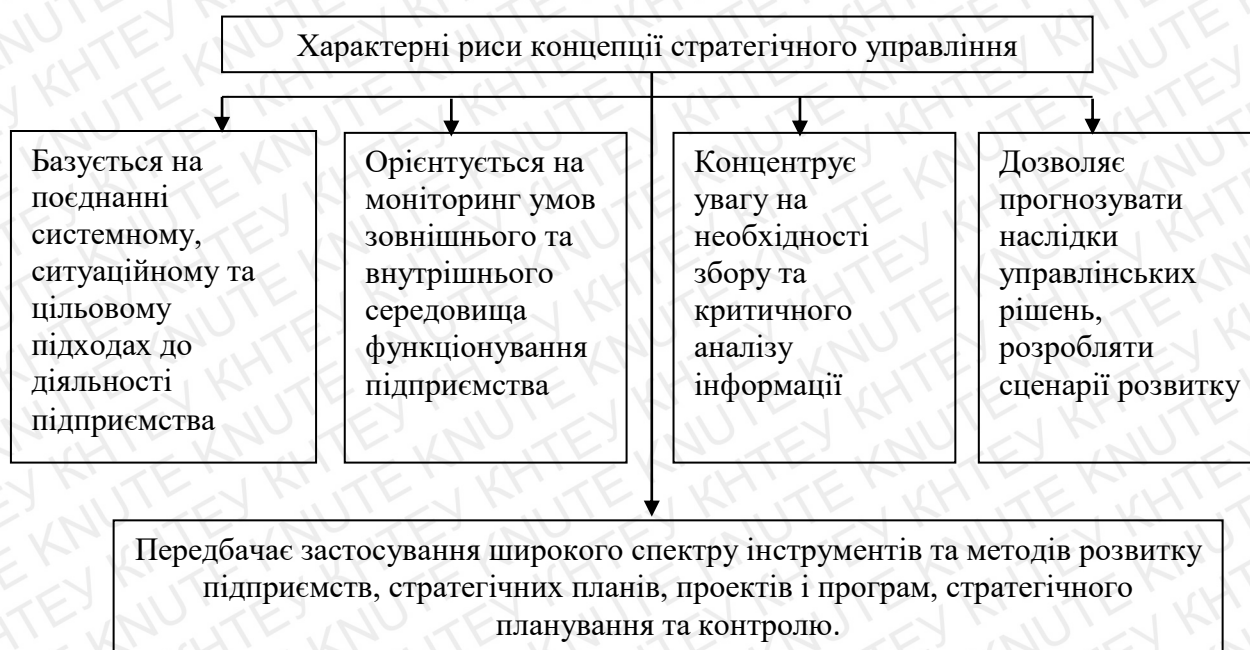 Характерні риси концепції стратегічного управління
Базується на
поєднанні
системному,
ситуаційному та
цільовому
підходах до
діяльності
підприємства
Орієнтується на
моніторинг умов
зовнішнього та
внутрішнього
середовища
функціонування
підприємства
Концентрує
увагу на
необхідності
збору та
критичного
аналізу
інформації
Дозволяє
прогнозувати
наслідки
управлінських
рішень,
розробляти
сценарії розвитку
Передбачає застосування широкого спектру інструментів та методів розвитку
підприємств, стратегічних планів, проектів і програм, стратегічного
планування та контролю.